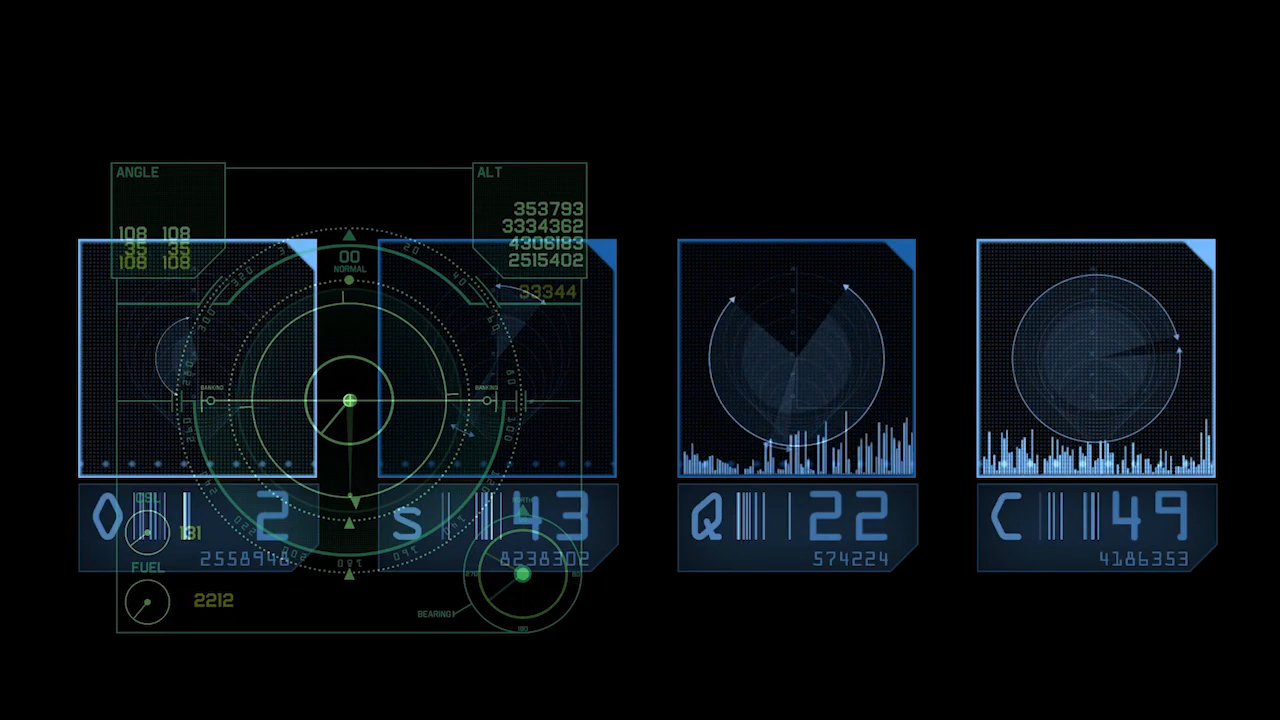 ANGLE
108 108
35 35
108 108
ALT
353793
3334362
4306183
2515402
33344
00
NORMAL
BANKING
BANKING
O 2
2558948
S 43
8238302
Q 22
574224
C 49
4186353
131
FUEL
2212
BEARING